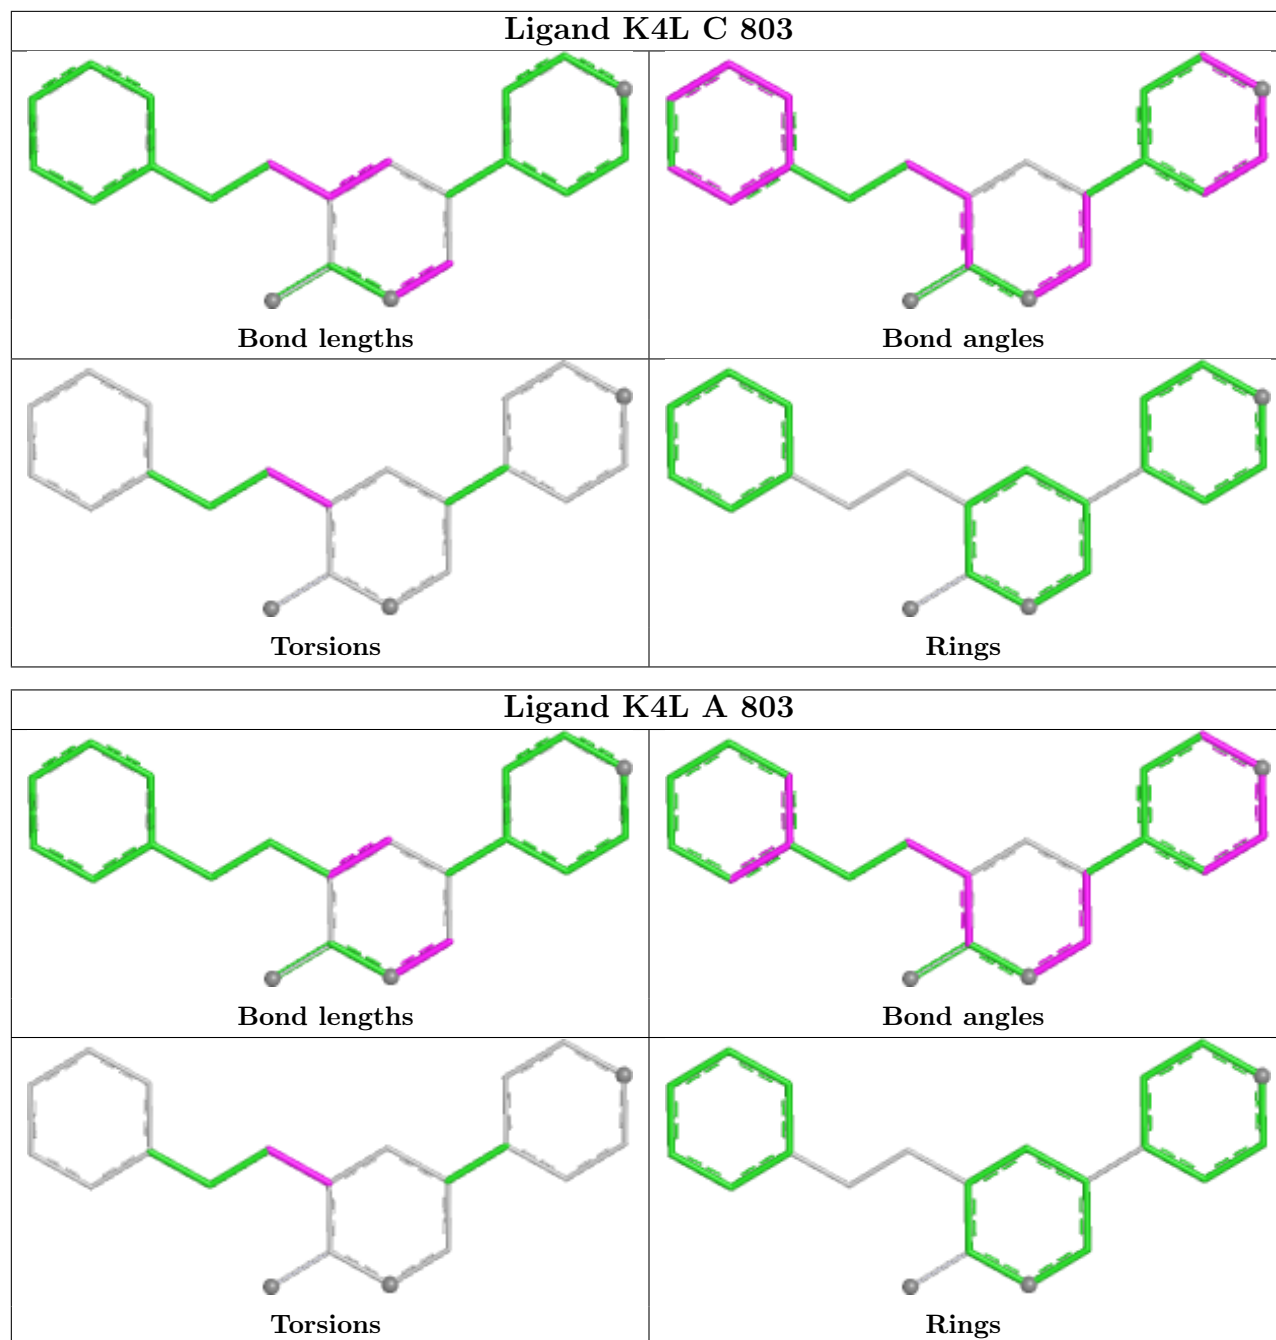 Ligand K4L C 803
Bond lengths
Bond angles
Torsions
Rings
Ligand K4L A 803
Bond lengths
Bond angles
Torsions
Rings